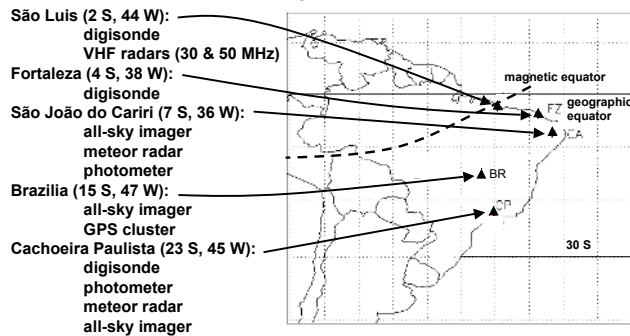 São Luis (2 S, 44 W):
digisonde
VHF radars (30 & 50 MHz)
Fortaleza (4 S, 38 W):
digisonde
São João do Cariri (7 S, 36 W):
all-sky imager
meteor radar
photometer
Brazilia (15 S, 47 W):
all-sky imager
GPS cluster
Cachoeira Paulista (23 S, 45 W):
digisonde
photometer
meteor radar
all-sky imager
magnetic equator
FZ
geographic
equator
CA
BR
CP
30 S